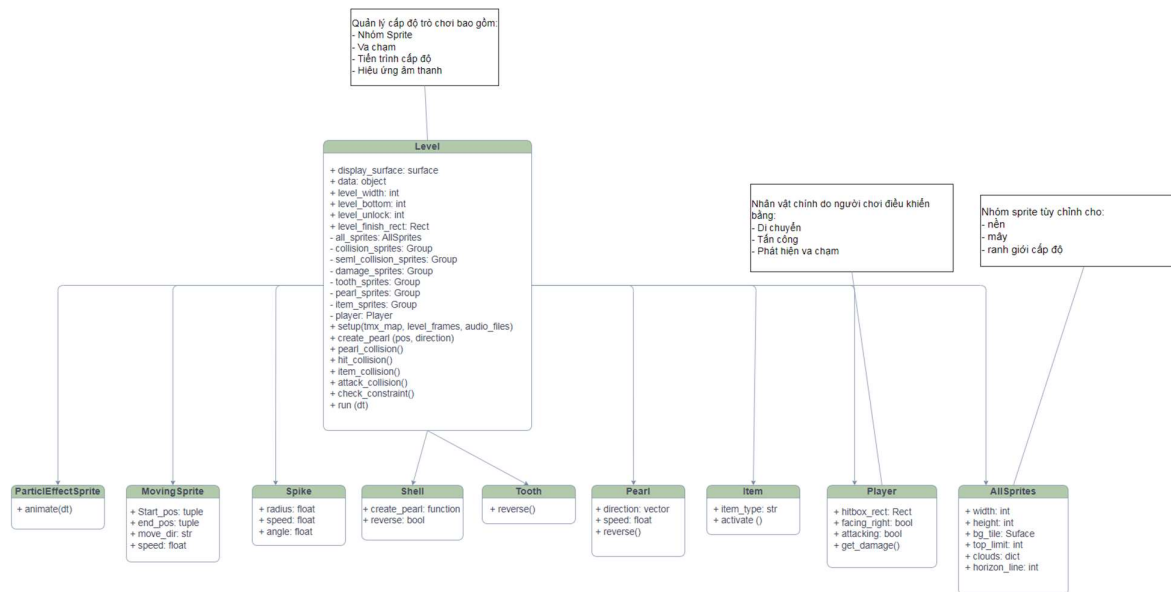 Quản lý cấp độ trò chơi bao gồm:
- Nhóm Sprite
- Va chạm
- Tiến trình cấp độ
- Hiệu ứng âm thanh
Level
+ display_surface: surface
+ data: object
+ level_width: int
+ level_bottom: int
+ level_unlock: int
+ level_finish_rect: Rect
- all_sprites: AllSprites
- collision_sprites: Group
- seml_collision_sprites: Group
- damage_sprites: Group
- tooth_sprites: Group
- pearl_sprites: Group
- item_sprites: Group
- player: Player
+ setup(tmx_map, level_frames, audio_files)
+ create_pearl (pos, direction)
+ pearl_collision()
+ hit_collision()
+ item_collision()
+ attack_collision()
+ check_constraint()
+ run (dt)
Nhân vật chính do người chơi điều khiển
bằng:
- Di chuyển
- Tấn công
- Phát hiện va chạm
Nhóm sprite tùy chỉnh cho:
- nền
- mây
- ranh giới cấp độ
ParticlEffectSprite
+ animate(dt)
MovingSprite
+ Start_pos: tuple
+ end_pos: tuple
+ move_dir: str
+ speed: float
Spike
+ radius: float
+ speed: float
+ angle: float
Shell
+ create_pearl: function
+ reverse: bool
Tooth
+ reverse()
Pearl
+ direction: vector
+ speed: float
+ reverse()
Item
+ item_type: str
+ activate ()
Player
+ hitbox_rect: Rect
+ facing_right: bool
+ attacking: bool
+ get_damage()
AllSprites
+ width: int
+ height: int
+ bg_tile: Suface
+ top_limit: int
+ clouds: dict
+ horizon_line: int